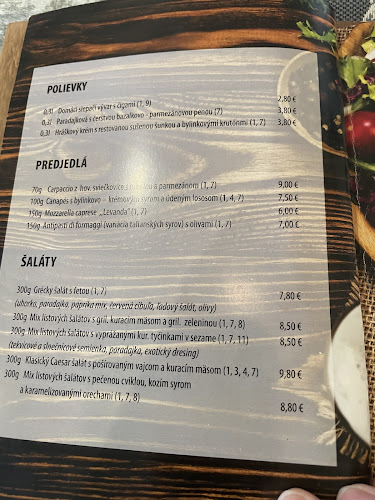 POLIEVKY
0,3l Domáci slepačí vývar s cigami (1, 9) 2,80 €
0,3l Paradajková s čerstvou bazalkovo - parmezánovou penou (7) 3,80 €
0,3l Hráškový krém s restovanou sušenou šunkou a bylinkovými krutónmi (1, 7) 3,80 €
PREDJEDLÁ
70g Carpaccio z hov. sviečkovice s a parmezánom (1, 7) 9,00 €
100g Canapés s bylinkovo – krémovým syrom a údeným lososom (1, 4, 7) 7,50 €
150g Mozzarella caprese „Levanda“ (1, 7) 6,00 €
150g Antipasti di formaggi (variácia talianskych syrov) s olivami (1, 7) 7,00 €
ŠALÁTY
300g Grécky šalát s fetou (1, 7) 7,80 €
(uhorka, paradajka, paprika mix, červená cibuľa, ľadový šalát, olivy)
300g Mix listových šalátov s gril. kuracím mäsom a gril. zeleninou (1, 7, 8) 8,50 €
300g Mix listových šalátov s vyprážanými kur. tyčinkami v sezame (1, 7, 11) 8,50 €
(tekvicové a slnečnicové semienka, paradajka, exotický dresing)
300g Klasický Caesar šalát s pošírovaným vajcom a kuracím mäsom (1, 3, 4, 7) 9,80 €
300g Mix listových šalátov s pečenou cviklou, kozím syrom
a karamelizovanými orechami (1, 7, 8) 8,80 €